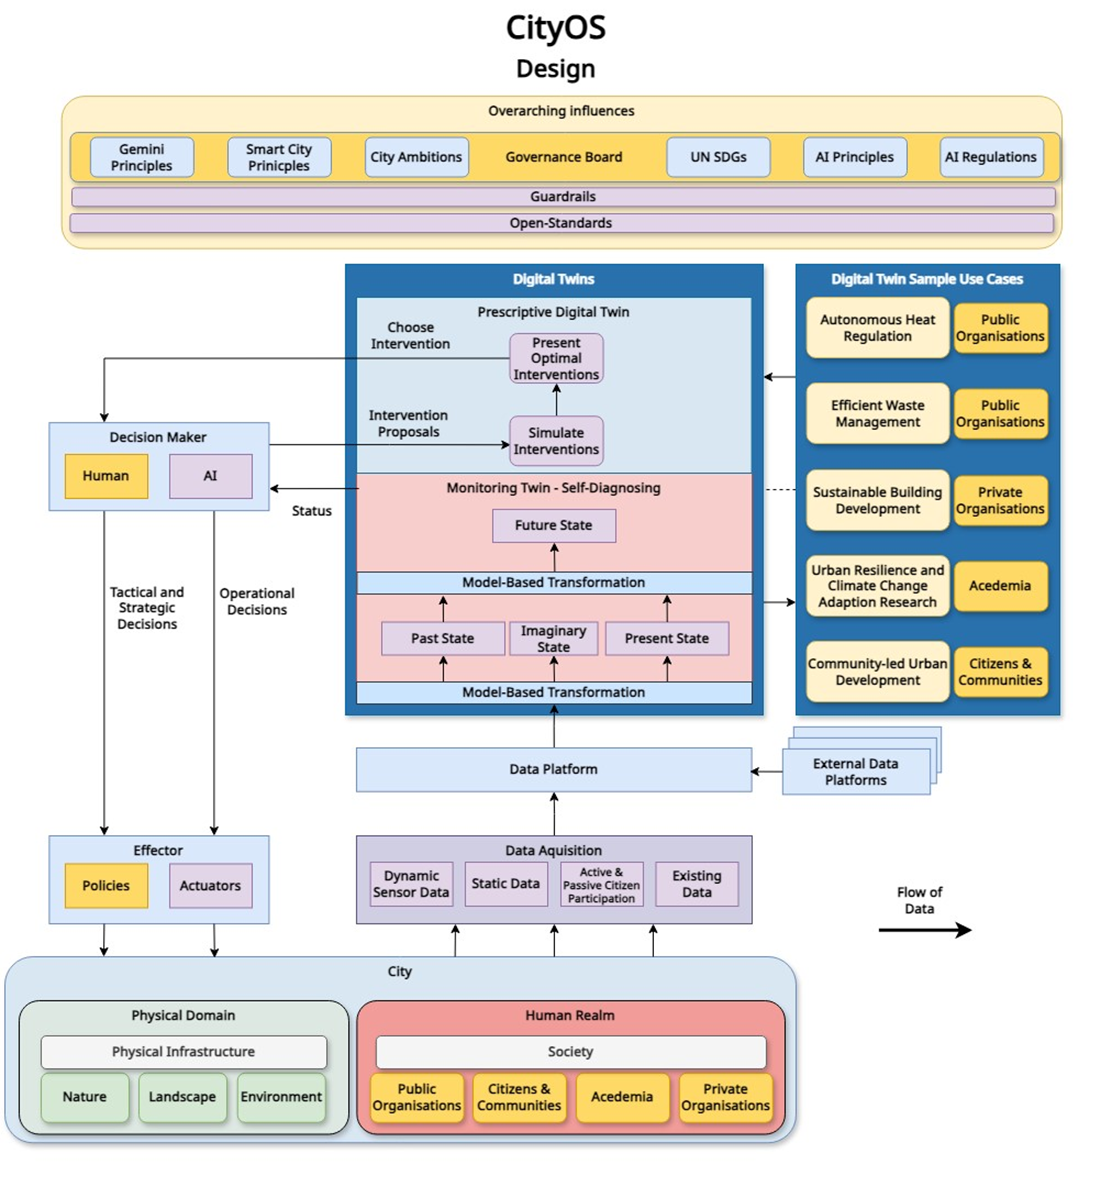 CityOS
Design
Overarching influences
Gemini
Principles
Smart City
Prinicples
City Ambitions
Governance Board
UN SDGs
AI Principles
AI Regulations
Guardrails
Open-Standards
Digital Twins
Prescriptive Digital Twin
Choose
Intervention
Present
Optimal
Interventions
Intervention
Proposals
Simulate
Interventions
Decision Maker
Human
AI
Status
Monitoring Twin - Self-Diagnosing
Future State
Model-Based Transformation
Past State
Imaginary
State
Present State
Model-Based Transformation
Digital Twin Sample Use Cases
Autonomous Heat
Regulation
Public
Organisations
Efficient Waste
Management
Public
Organisations
Sustainable Building
Development
Private
Organisations
Urban Resilience and
Climate Change
Adaption Research
Acedemia
Community-led Urban
Development
Citizens &
Communities
Tactical and
Strategic
Decisions
Operational
Decisions
Data Platform
External Data
Platforms
Effector
Policies
Actuators
Data Aquisition
Dynamic
Sensor Data
Static Data
Active &
Passive Citizen
Participation
Existing
Data
Flow of
Data
City
Physical Domain
Physical Infrastructure
Nature
Landscape
Environment
Human Realm
Society
Public
Organisations
Citizens &
Communities
Acedemia
Private
Organisations